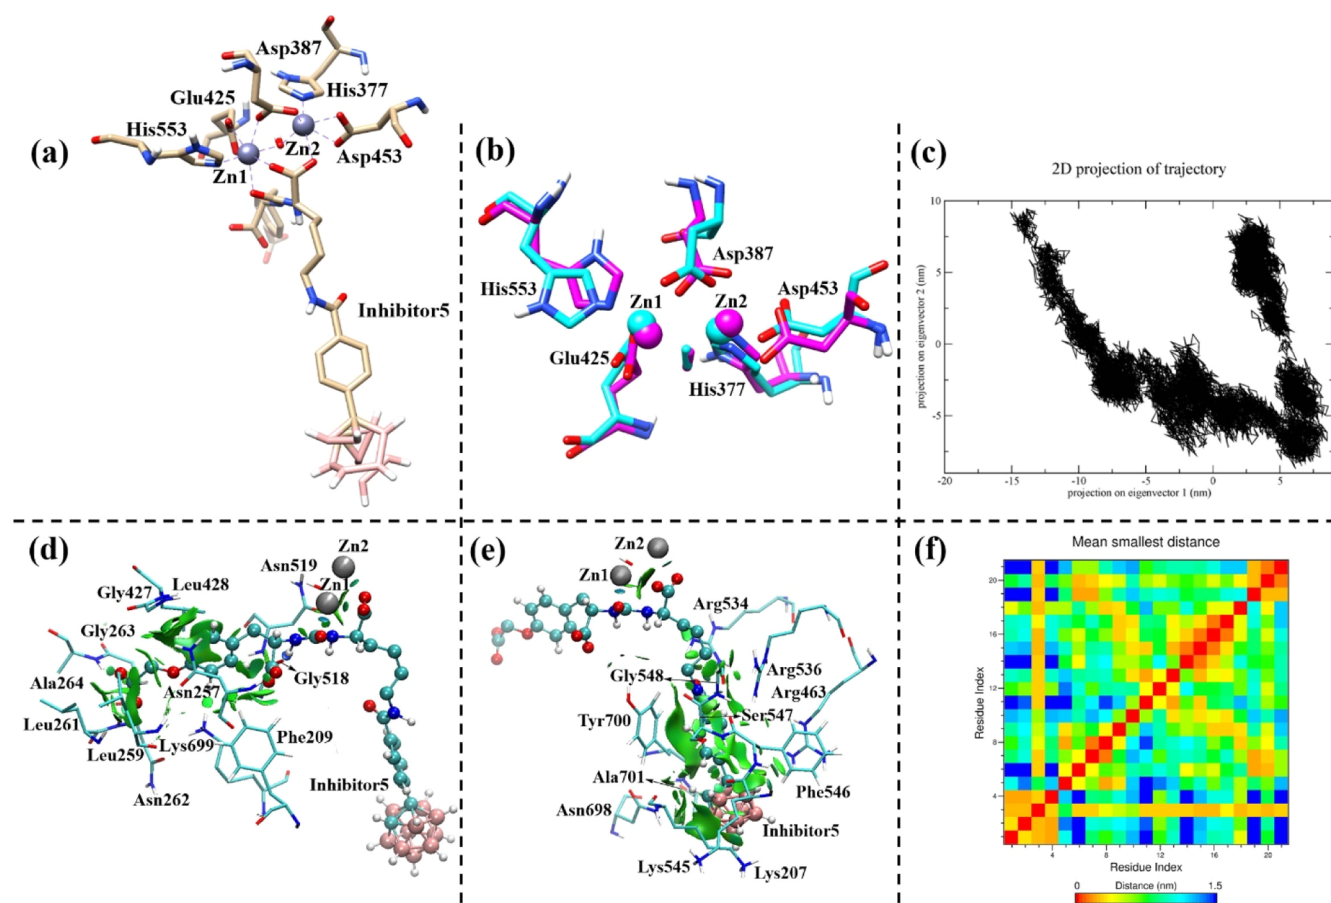 (a)
Asp387
His377
Glu425
His553
Zn2
Asp453
Zn1
Inhibitor5
(b)
Asp387
His553
Zn1
Zn2
Asp453
Glu425
His377
(c)
2D projection of trajectory
projection on eigenvector 2 (nm)
10
5
0
-5
-20
-15
-10
-5
0
5
projection on eigenvector 1 (nm)
(d)
Zn2
Asn519
Leu428
Zn1
Gly427
Gly263
Ala264
Asn257
Gly518
Leu261
Leu259
Lys699
Phe209
Asn262
Inhibitor5
(e)
Zn2
Zn1
Arg534
Gly548
Arg536
Arg463
Tyr700
Ser547
Ala701
Phe546
Asn698
Inhibitor5
Lys545
Lys207
(f)
Mean smallest distance
Residue Index
20
16
12
8
4
4
8
12
16
20
Residue Index
Distance (nm)
0
1.5